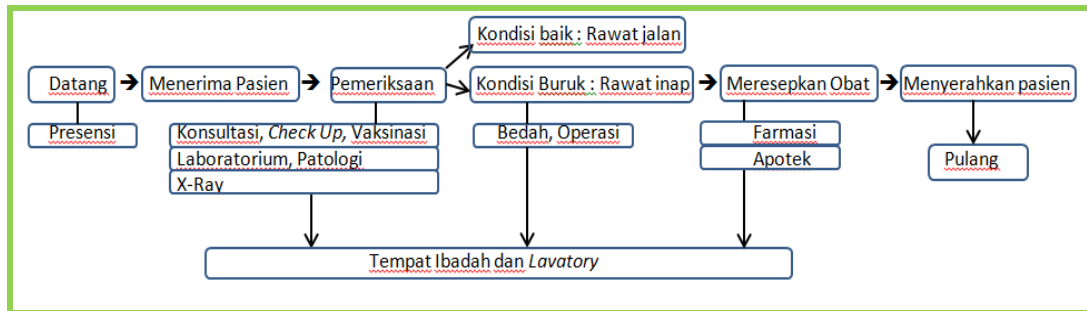 Kondisi baik : Rawat jalan
Datang
Menerima Pasien
Pemeriksaan
Kondisi Buruk : Rawat inap
Meresepkan Obat
Menyerahkan pasien
Presensi
Konsultasi, Check Up, Vaksinasi
Laboratorium, Patologi
X-Ray
Bedah, Operasi
Farmasi
Apotek
Pulang
Tempat Ibadah dan Lavatory